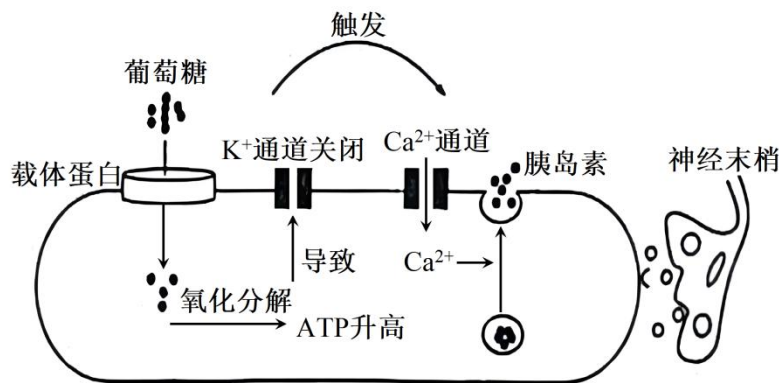 触发
葡萄糖
K⁺通道关闭
Ca²⁺通道
胰岛素
神经末梢
载体蛋白
导致
Ca²⁺
氧化分解
ATP升高